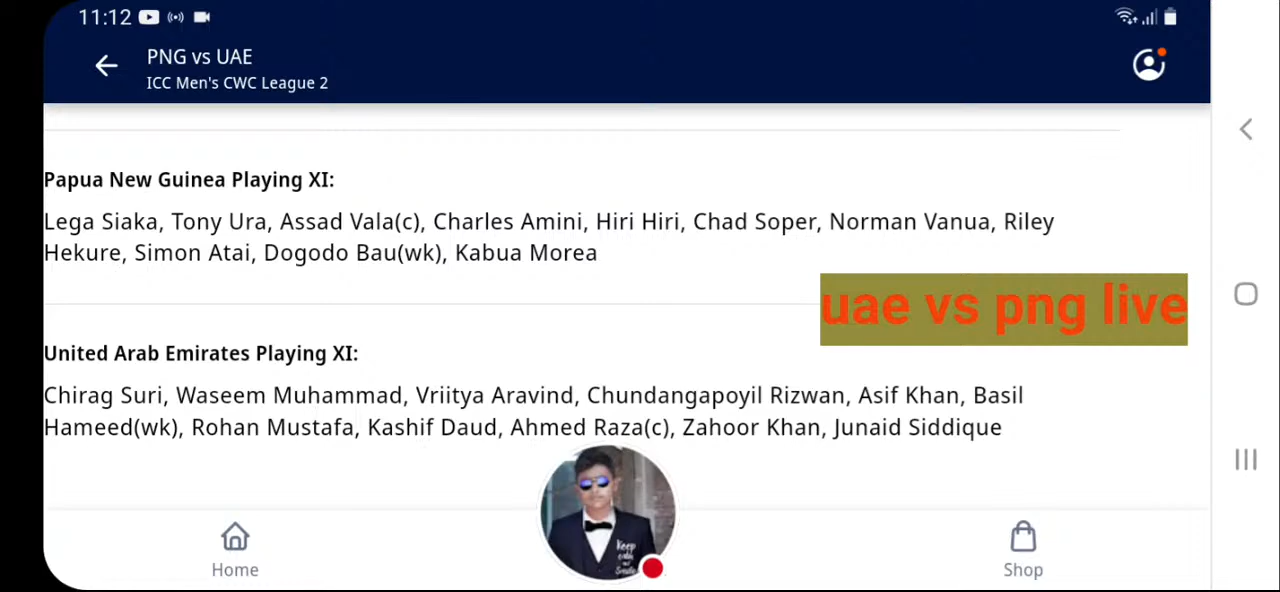 11:12
PNG vs UAE
ICC Men's CWC League 2
Papua New Guinea Playing XI:
Lega Siaka, Tony Ura, Assad Vala(c), Charles Amini, Hiri Hiri, Chad Soper, Norman Vanua, Riley
Hekure, Simon Atai, Dogodo Bau(wk), Kabua Morea
uae vs png live
United Arab Emirates Playing XI:
Chirag Suri, Waseem Muhammad, Vriitya Aravind, Chundangapoyil Rizwan, Asif Khan, Basil
Hameed(wk), Rohan Mustafa, Kashif Daud, Ahmed Raza(c), Zahoor Khan, Junaid Siddique
Keep
Smile
Home
Shop